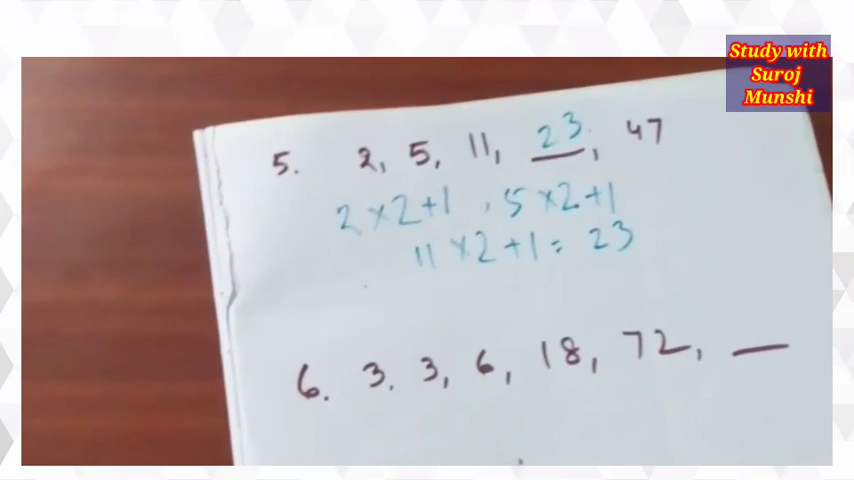 Study with
Suroj
Munshi
5. 2, 5, 11, 23, 47
2×2+1, 5×2+1
11×2+1= 23
6. 3. 3, 6, 18, 72, __